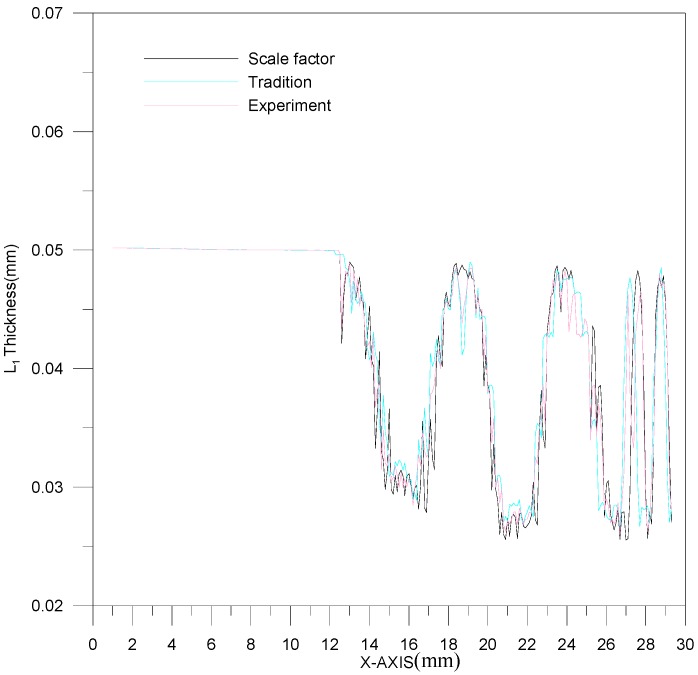 0.07
Scale factor
Tradition
Experiment
0.06
0.05
0.04
0.03
0.02
L1 Thickness(mm)
0 2 4 6 8 10 12 14 16 18 20 22 24 26 28 30
X-AXIS(mm)